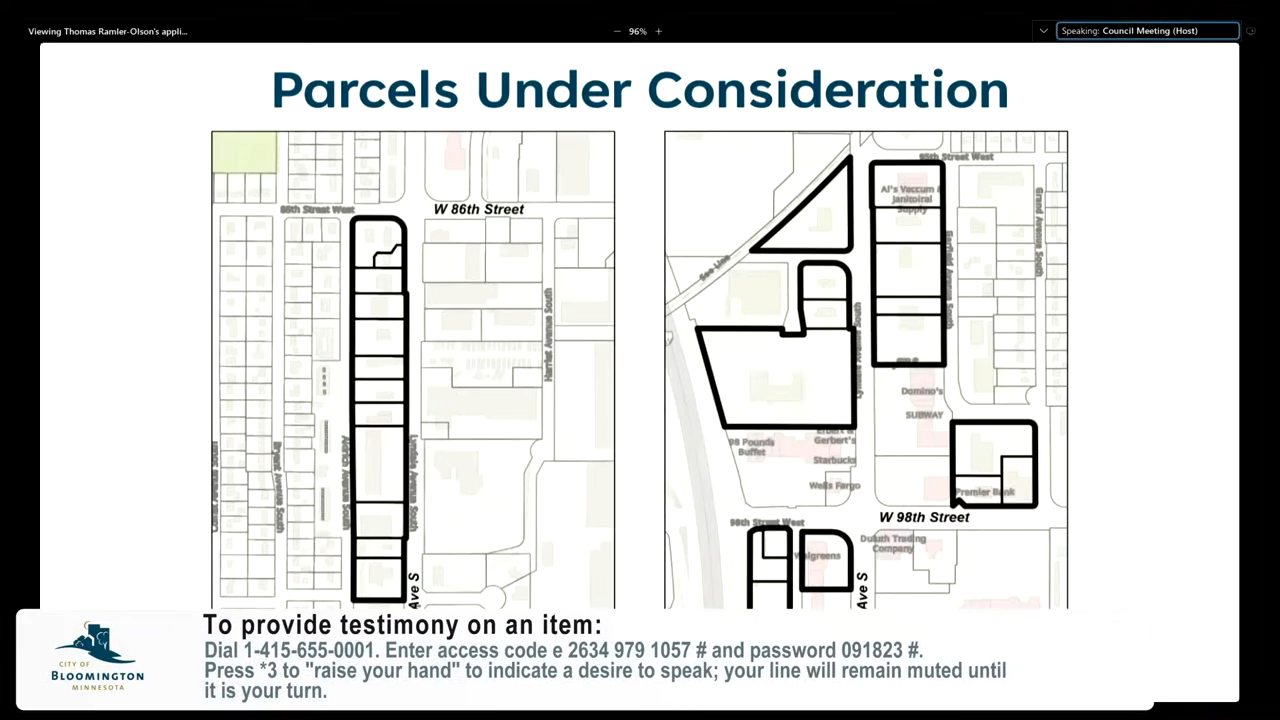 Viewing Thomas Ramler-Olson's appli...
96%
Speaking: Council Meeting (Host)
Parcels Under Consideration
W 86th Street
Harriet Avenue South
Bryant Avenue South
Aldrich Avenue South
Lyndale Avenue South
Ave S
95th Street West
Al's Vaccum &
Janitoiral
Supply
Grand Avenue South
Garfield Avenue South
Soo-Line
Lyndale Avenue South
Domino's
SUBWAY
98 Pounds
Buffet
Erbert &
Gerbert's
Starbucks
Wells Fargo
Premier Bank
W 98th Street
98th Street West
Walgreens
Duluth Trading
Company
Ave S
To provide testimony on an item:
Dial 1-415-655-0001. Enter access code e 2634 979 1057 # and password 091823 #.
Press *3 to "raise your hand" to indicate a desire to speak; your line will remain muted until
it is your turn.
CITY OF
BLOOMINGTON
MINNESOTA